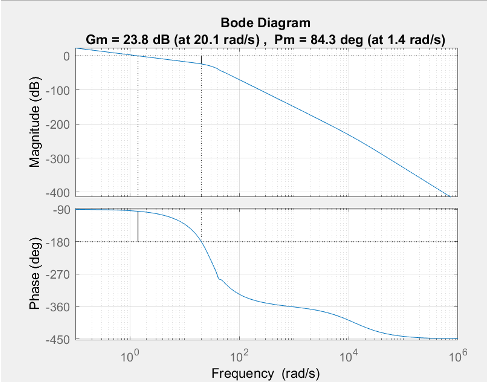 Bode Diagram
Gm = 23.8 dB (at 20.1 rad/s) , Pm = 84.3 deg (at 1.4 rad/s)
Magnitude (dB)
0
-100
-200
-300
-400
Phase (deg)
-90
-180
-270
-360
-450
10^0 10^2 10^4 10^6
Frequency (rad/s)